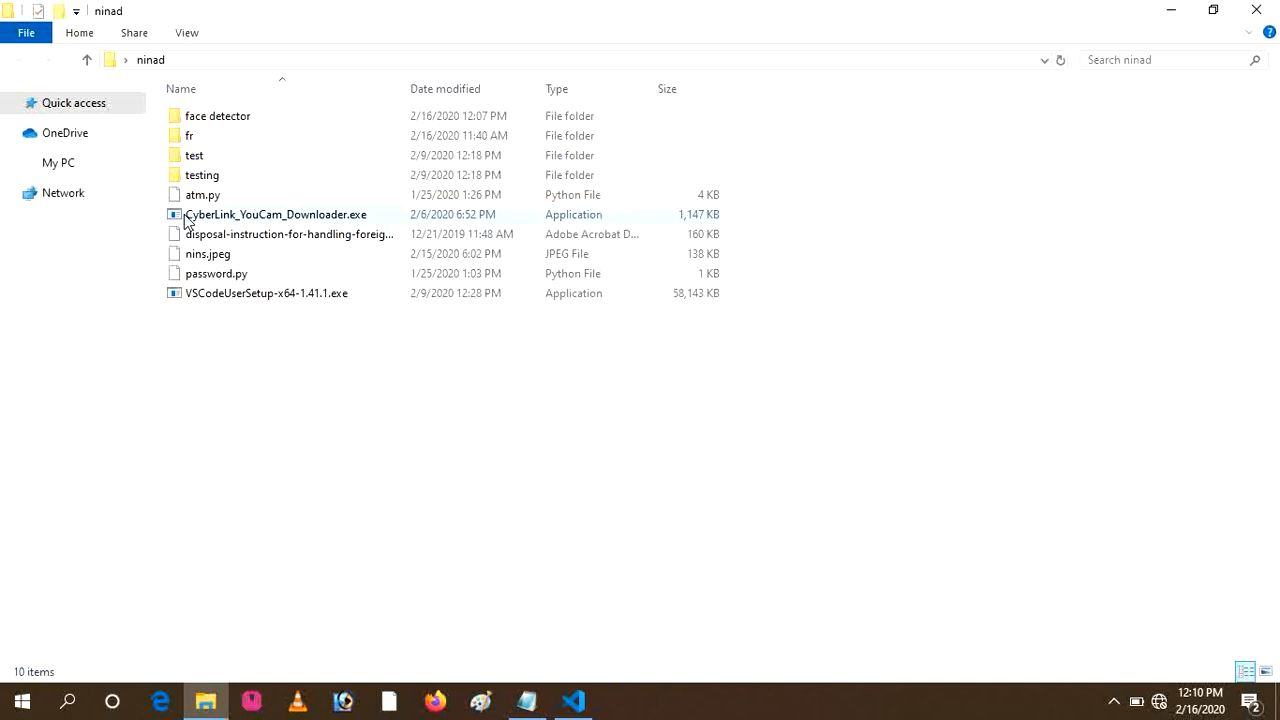 ninad
File Home Share View
ninad Search ninad
Name Date modified Type Size
Quick access
OneDrive
My PC
Network
face detector 2/16/2020 12:07 PM File folder
fr 2/16/2020 11:40 AM File folder
test 2/9/2020 12:18 PM File folder
testing 2/9/2020 12:18 PM File folder
atm.py 1/25/2020 1:26 PM Python File 4 KB
CyberLink_YouCam_Downloader.exe 2/6/2020 6:52 PM Application 1,147 KB
disposal-instruction-for-handling-foreig... 12/21/2019 11:48 AM Adobe Acrobat D... 160 KB
nins.jpeg 2/15/2020 6:02 PM JPEG File 138 KB
password.py 1/25/2020 1:03 PM Python File 1 KB
VSCodeUserSetup-x64-1.41.1.exe 2/9/2020 12:28 PM Application 58,143 KB
10 items
12:10 PM
2/16/2020
2